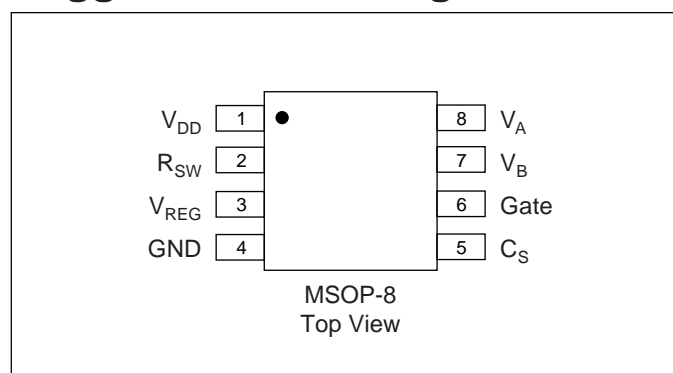 V_DD 1 8 V_A
R_SW 2 7 V_B
V_REG 3 6 Gate
GND 4 5 C_S
MSOP-8
Top View